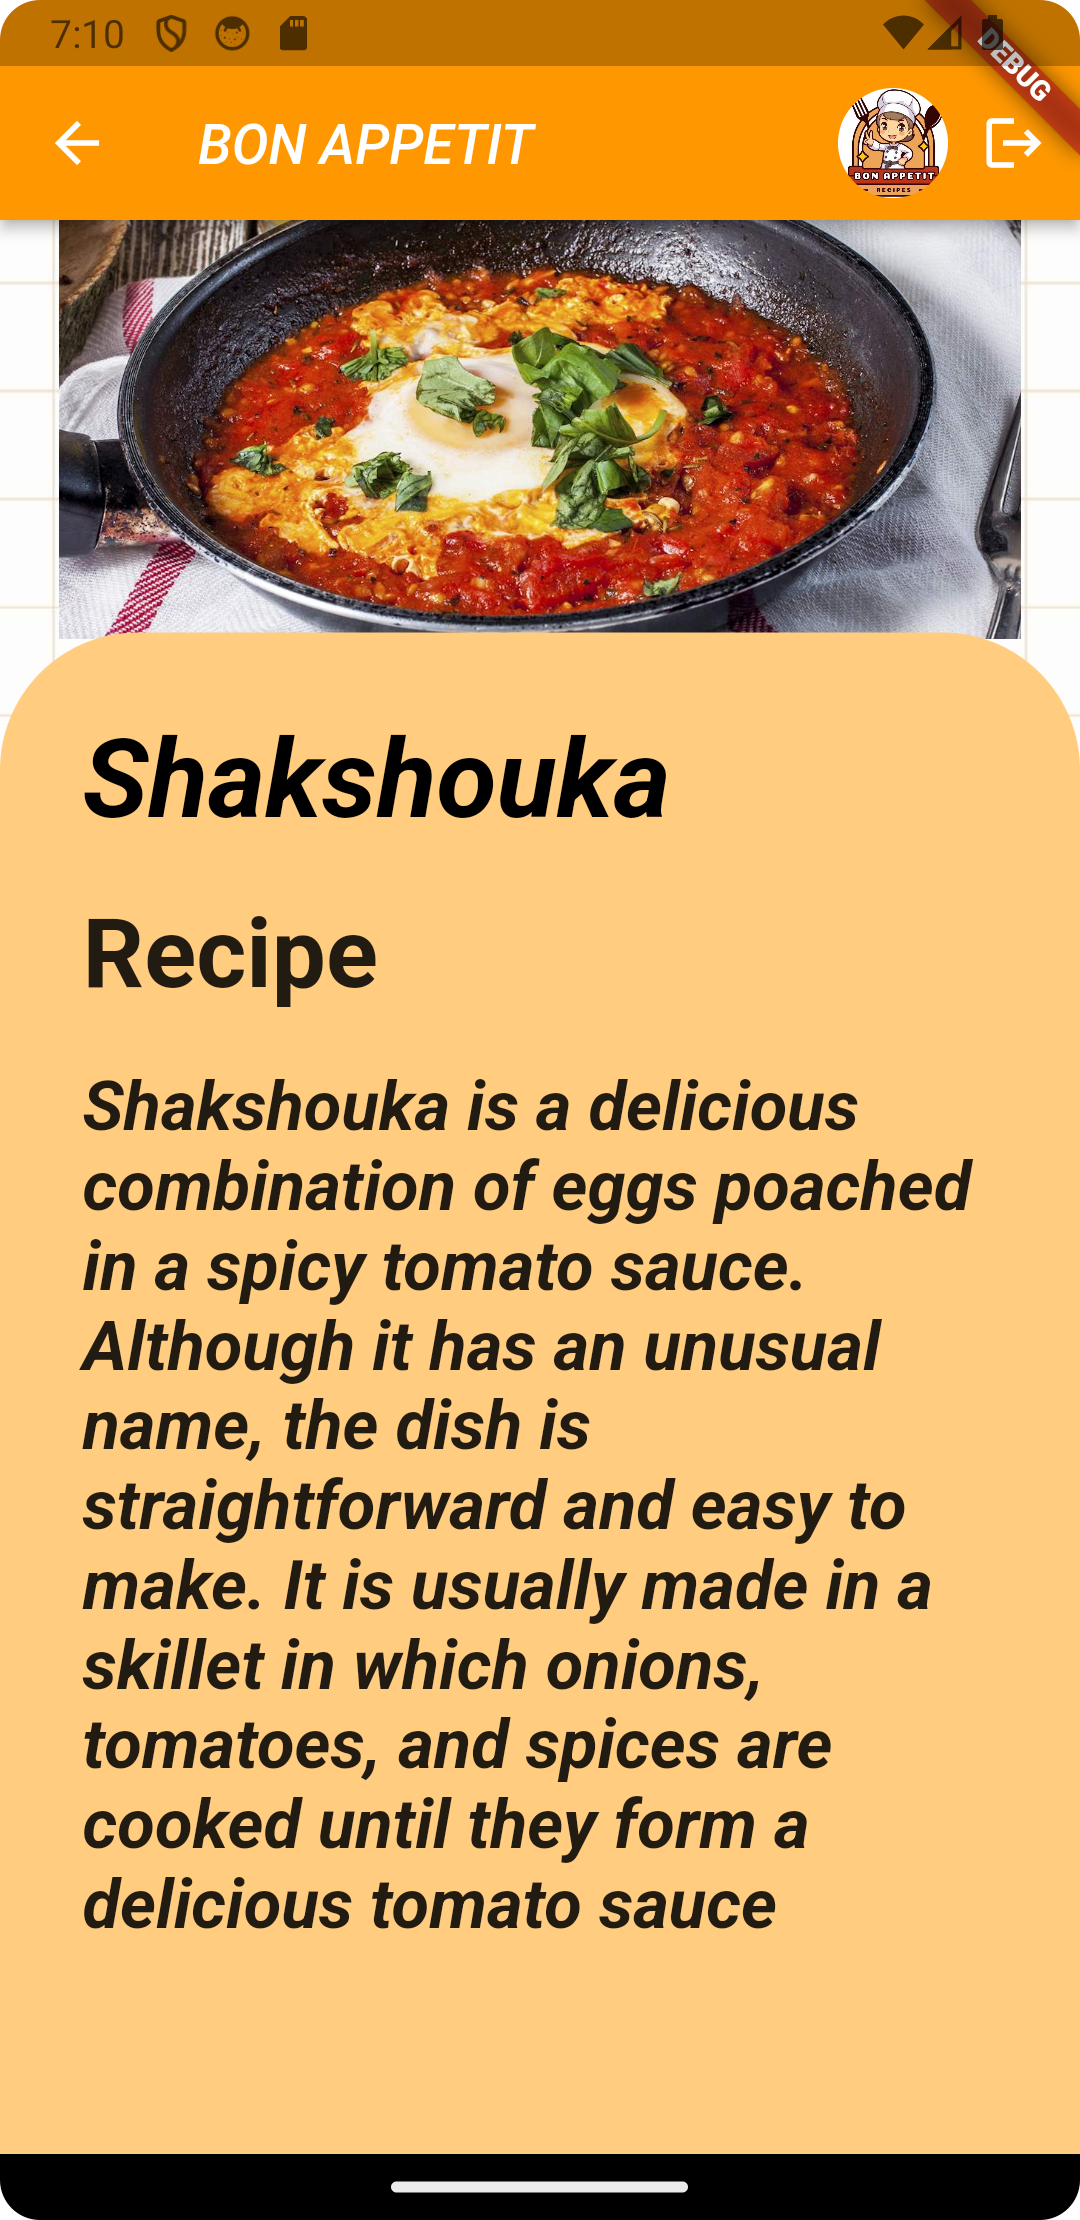 7:10
DEBUG
BON APPETIT
BON APPETIT
RECIPES
Shakshouka
Recipe
Shakshouka is a delicious
combination of eggs poached
in a spicy tomato sauce.
Although it has an unusual
name, the dish is
straightforward and easy to
make. It is usually made in a
skillet in which onions,
tomatoes, and spices are
cooked until they form a
delicious tomato sauce